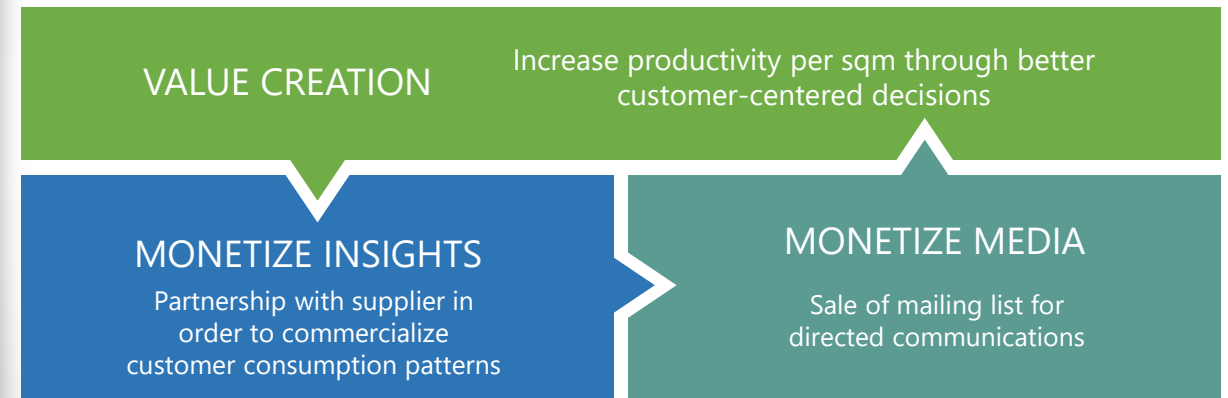 VALUE CREATION
Increase productivity per sqm through better
customer-centered decisions
MONETIZE INSIGHTS
Partnership with supplier in
order to commercialize
customer consumption patterns
MONETIZE MEDIA
Sale of mailing list for
directed communications